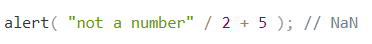 alert( "not a number" / 2 + 5 ); // NaN